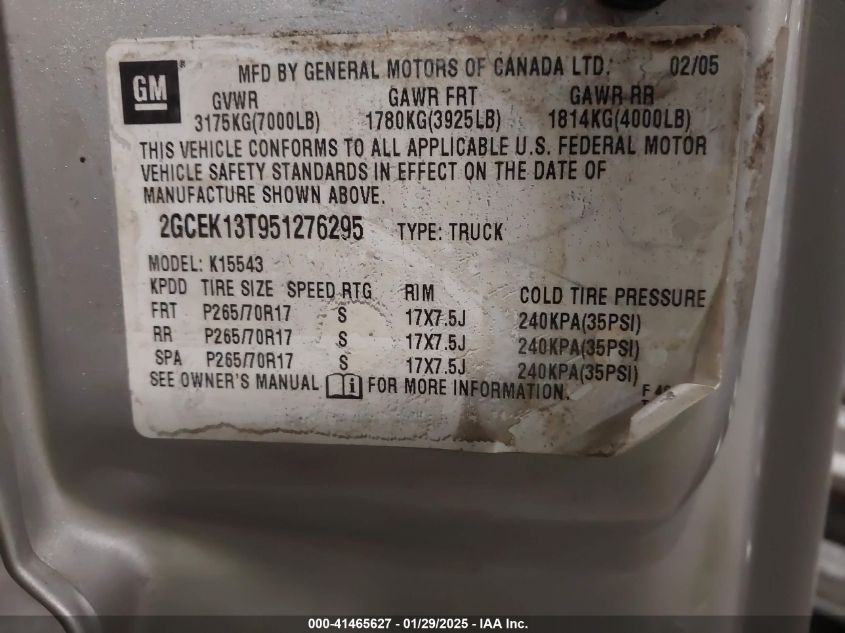 GM ® MFD BY GENERAL MOTORS OF CANADA LTD. 02/05
GVWR GAWR FRT GAWR RR
3175KG(7000LB) 1780KG(3925LB) 1814KG(4000LB)
THIS VEHICLE CONFORMS TO ALL APPLICABLE U.S. FEDERAL MOTOR
VEHICLE SAFETY STANDARDS IN EFFECT ON THE DATE OF
MANUFACTURE SHOWN ABOVE.
2GCEK13T951276295 TYPE: TRUCK
MODEL: K15543
KPDD TIRE SIZE SPEED RTG RIM COLD TIRE PRESSURE
FRT P265/70R17 S 17X7.5J 240KPA(35PSI)
RR P265/70R17 S 17X7.5J 240KPA(35PSI)
SPA P265/70R17 S 17X7.5J 240KPA(35PSI)
SEE OWNER'S MANUAL i FOR MORE INFORMATION.
000-41465627 - 01/29/2025 - IAA Inc.